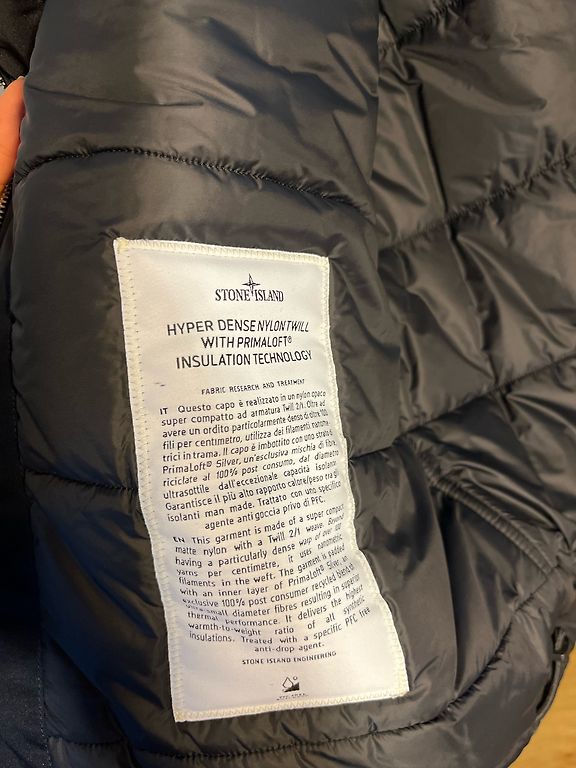 STONE ISLAND
HYPER DENSE NYLON TWILL
WITH PRIMALOFT®
INSULATION TECHNOLOGY
FABRIC RESEARCH AND TREATMENT
IT Questo capo è realizzato in un nylon opaco
super compatto ad armatura Twill 2/1. Oltre ad
avere un ordito particolarmente denso di oltre 100
fili per centimetro, utilizza dei filamenti nanome-
trici in trama. Il capo è imbottito con uno strato di
PrimaLoft® Silver, un'esclusiva mischia di fibre
riciclate al 100% post consumo, dal diametro
ultrasottile dall'eccezionale capacità isolante.
Garantisce il più alto rapporto calore/peso tra gli
isolanti man made. Trattato con uno specifico
agente antigoccia privo di PFC.
EN This garment is made of a super compact
matte nylon with a Twill 2/1 weave. Beyond
having a particularly dense warp of over 100
yarns per centimetre, it uses nanometric
filaments in the weft. The garment is padded
with an inner layer of PrimaLoft® Silver, an
exclusive 100% post consumer recycled blend of
ultra-small diameter fibres resulting in superior
thermal performance. It delivers the highest
warmth-to-weight ratio of all synthetic
insulations. Treated with a specific PFC free
anti-drop agent.
STONE ISLAND ENGINEERING